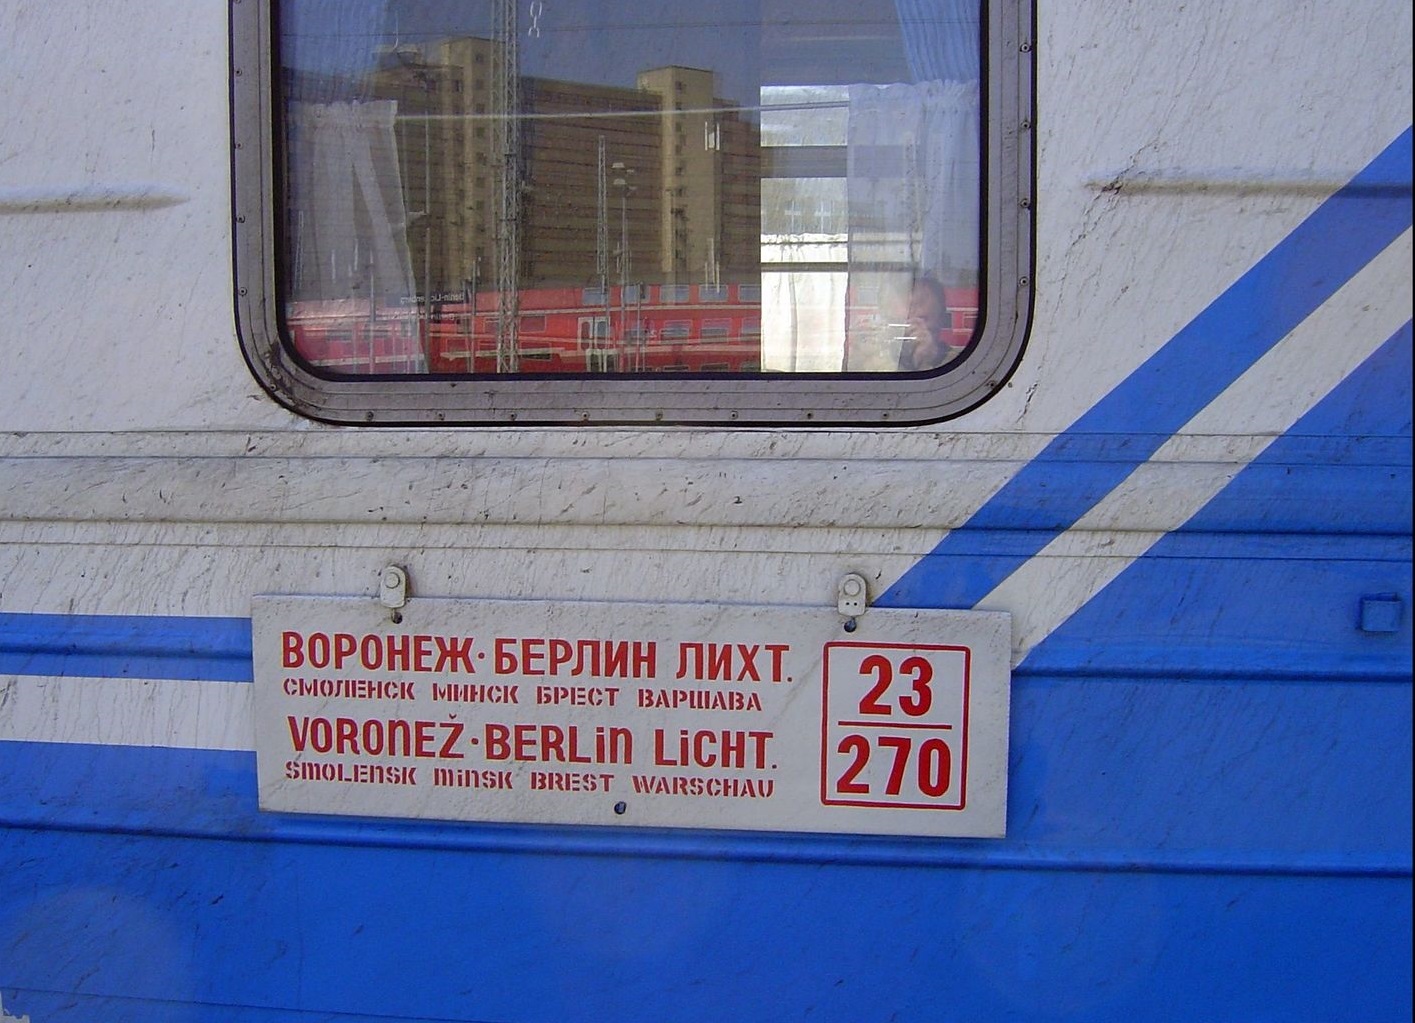 ВОРОНЕЖ·БЕРЛИН ЛИХТ.
СМОЛЕНСК МИНСК БРЕСТ ВАРШАВА
VORONEŽ·BERLIN LICHT.
SMOLENSK MINSK BREST WARSCHAU
23
270